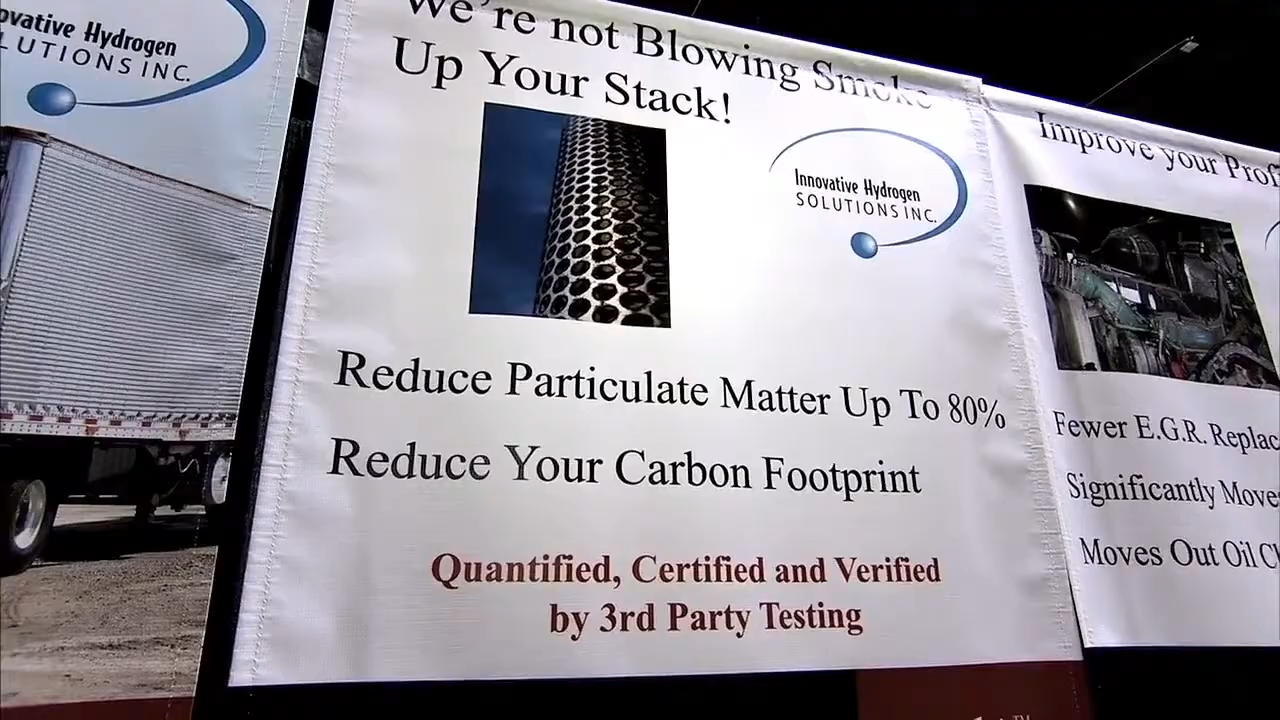 ovative Hydrogen
LUTIONS INC.
We're not Blowing Smoke
Up Your Stack!
Innovative Hydrogen
SOLUTIONS INC.
Reduce Particulate Matter Up To 80%
Reduce Your Carbon Footprint
Quantified, Certified and Verified
by 3rd Party Testing
Improve your Prof
Fewer E.G.R. Replac
Significantly Move
Moves Out Oil C